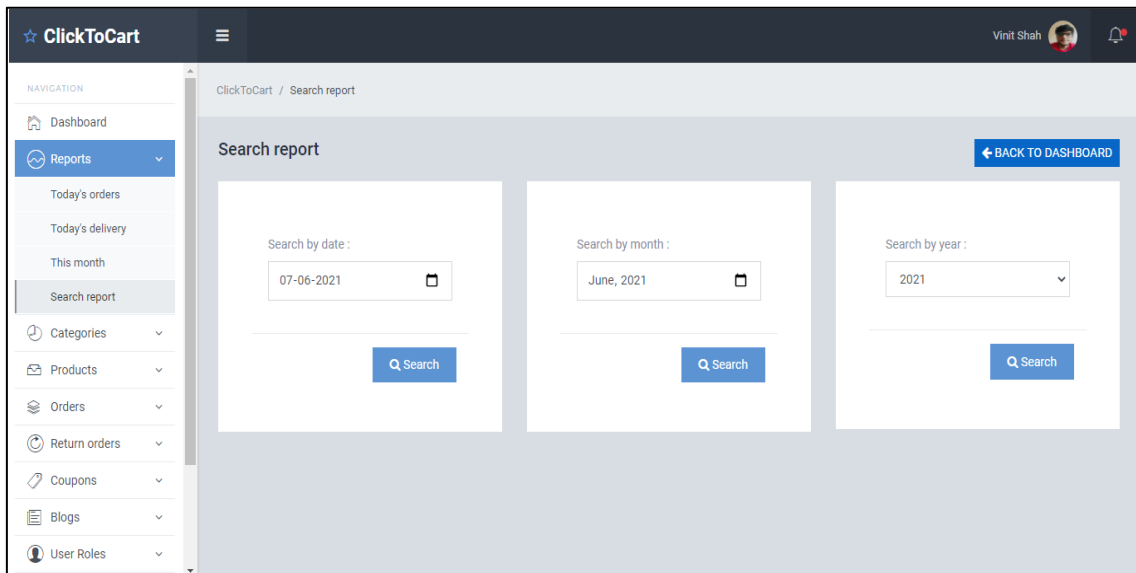 ClickToCart
Vinit Shah
NAVIGATION
Dashboard
Reports
Today's orders
Today's delivery
This month
Search report
Categories
Products
Orders
Return orders
Coupons
Blogs
User Roles
ClickToCart / Search report
Search report
BACK TO DASHBOARD
Search by date :
07-06-2021
Search
Search by month :
June, 2021
Search
Search by year :
2021
Search